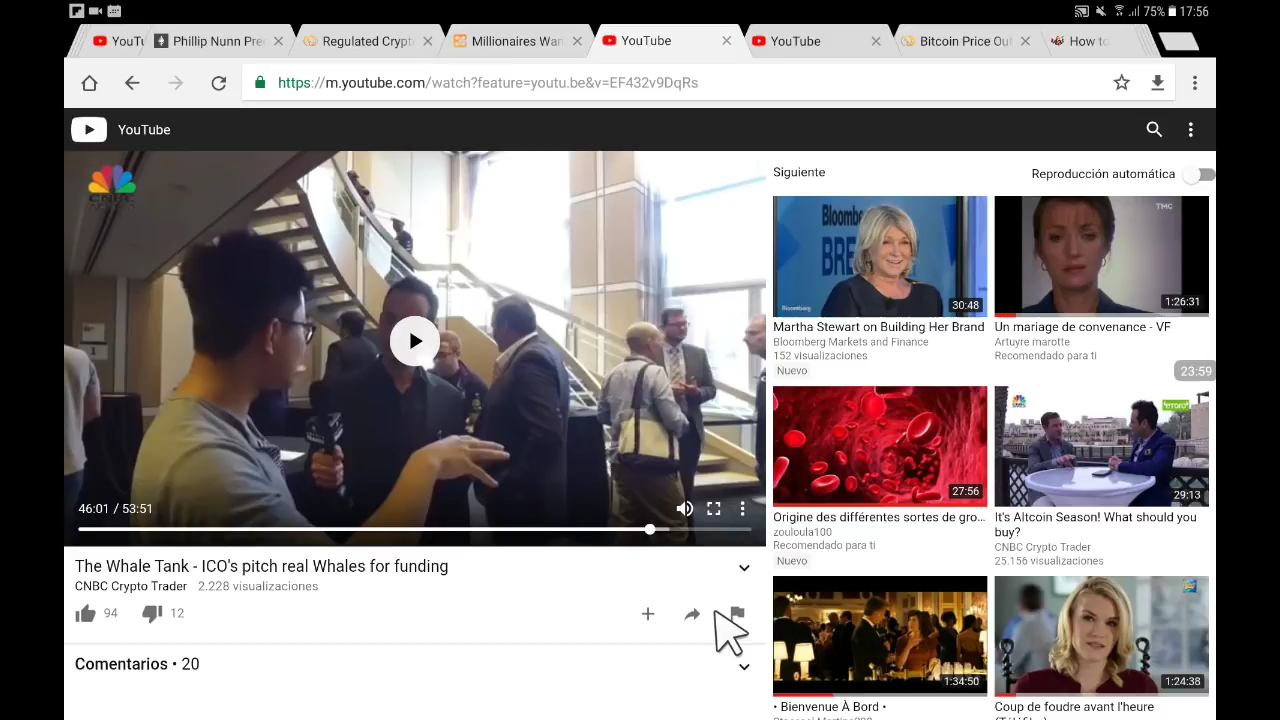 75% 17:56
YouTu
Phillip Nunn Pre
Regulated Crypt
Millionaires Wan
YouTube
YouTube
Bitcoin Price Out
How to
https://m.youtube.com/watch?feature=youtu.be&v=EF432v9DqRs
YouTube
CNBC
46:01 / 53:51
The Whale Tank - ICO's pitch real Whales for funding
CNBC Crypto Trader 2.228 visualizaciones
94 12
Comentarios • 20
Siguiente
Reproducción automática
Bloomberg
30:48
Martha Stewart on Building Her Brand
Bloomberg Markets and Finance
152 visualizaciones
Nuevo
TMC
1:26:31
Un mariage de convenance - VF
Artuyre marotte
Recomendado para ti
23:59
27:56
Origine des différentes sortes de gro...
zouloula100
Recomendado para ti
Nuevo
eToro
29:13
It's Altcoin Season! What should you
buy?
CNBC Crypto Trader
25.156 visualizaciones
1:34:50
• Bienvenue À Bord •
1:24:38
Coup de foudre avant l'heure